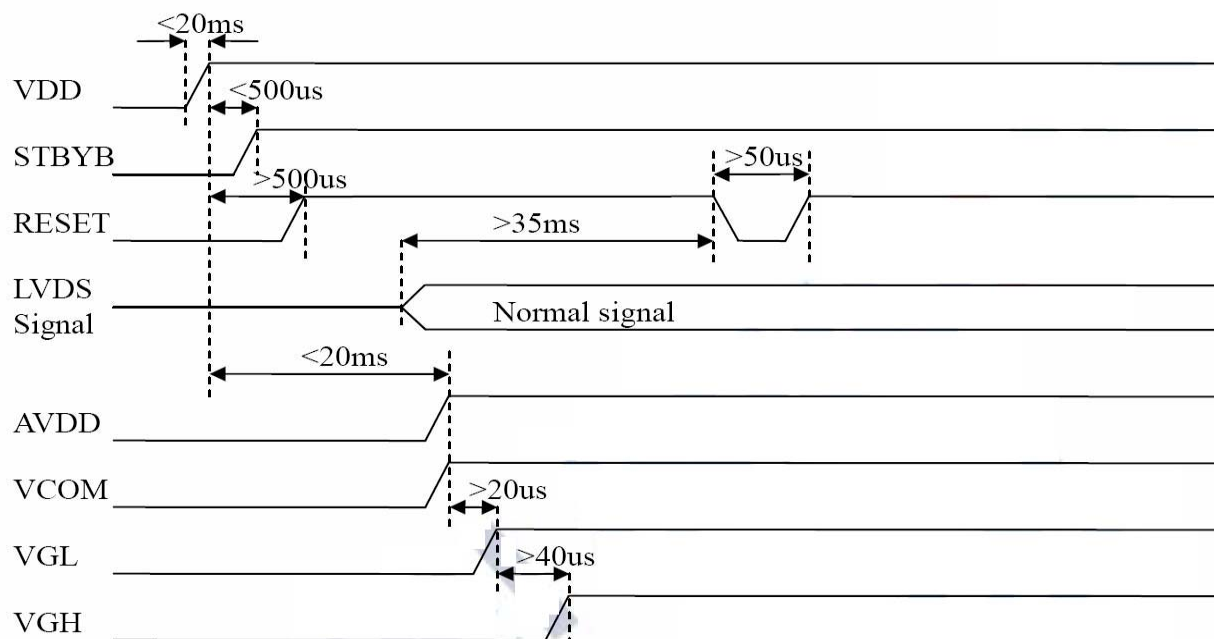 <20ms
VDD
<500us
STBYB
>50us
>500us
RESET
>35ms
LVDS
Signal
Normal signal
<20ms
AVDD
VCOM
>20us
VGL
>40us
VGH